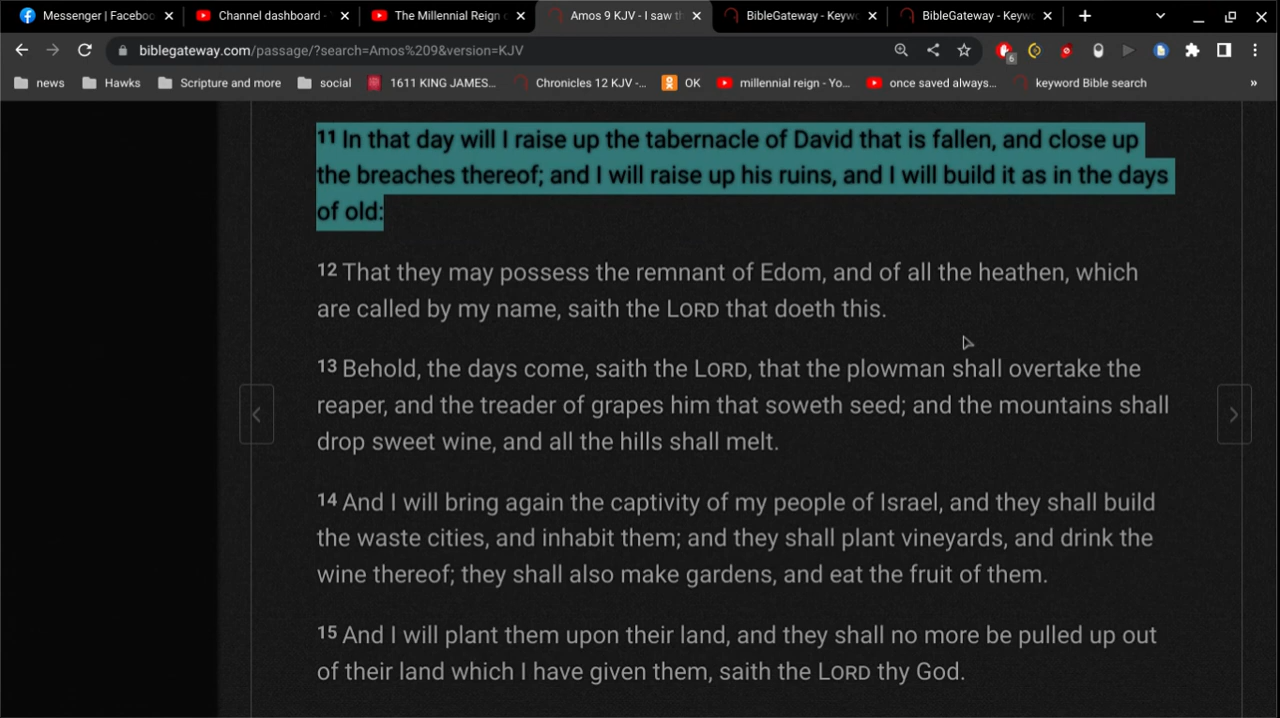 Messenger | Faceboo
Channel dashboard -
The Millennial Reign o
Amos 9 KJV - I saw th
BibleGateway - Keyw
BibleGateway - Keyw
biblegateway.com/passage/?search=Amos%209&version=KJV
6
news
Hawks
Scripture and more
social
1611 KING JAMES...
Chronicles 12 KJV -...
OK
millennial reign - Yo...
once saved always...
keyword Bible search
»
11 In that day will I raise up the tabernacle of David that is fallen, and close up
the breaches thereof; and I will raise up his ruins, and I will build it as in the days
of old:
12 That they may possess the remnant of Edom, and of all the heathen, which
are called by my name, saith the LORD that doeth this.
13 Behold, the days come, saith the LORD, that the plowman shall overtake the
reaper, and the treader of grapes him that soweth seed; and the mountains shall
drop sweet wine, and all the hills shall melt.
14 And I will bring again the captivity of my people of Israel, and they shall build
the waste cities, and inhabit them; and they shall plant vineyards, and drink the
wine thereof; they shall also make gardens, and eat the fruit of them.
15 And I will plant them upon their land, and they shall no more be pulled up out
of their land which I have given them, saith the LORD thy God.